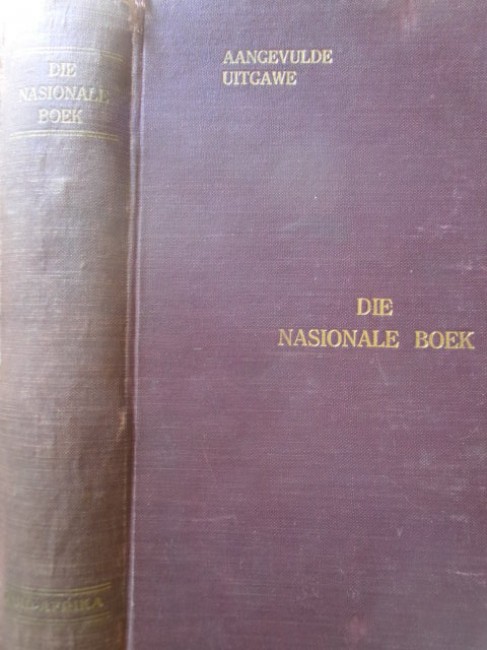 DIE
NASIONALE
BOEK
AANGEVULDE
UITGAWE
DIE
NASIONALE BOEK